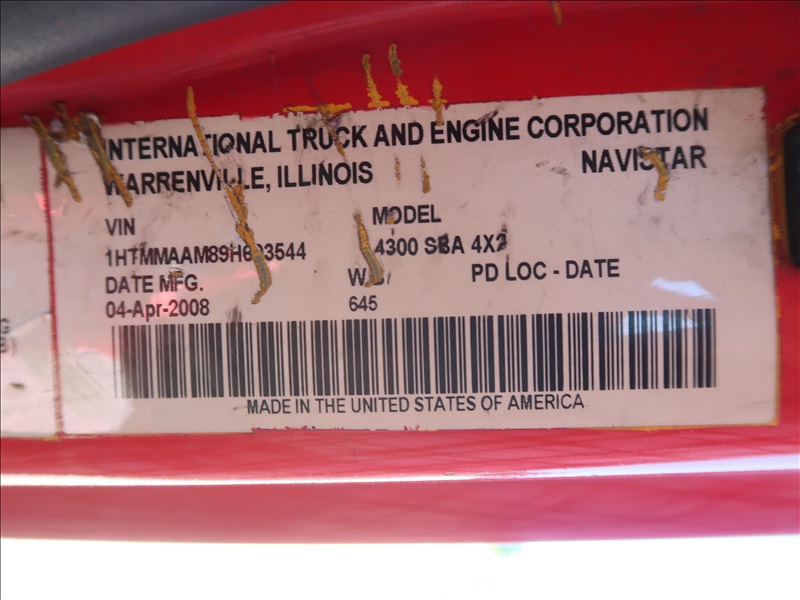 INTERNATIONAL TRUCK AND ENGINE CORPORATION
WARRENVILLE, ILLINOIS NAVISTAR
VIN MODEL
4300 SBA 4X2
DATE MFG. PD LOC - DATE
04-Apr-2008 645
MADE IN THE UNITED STATES OF AMERICA